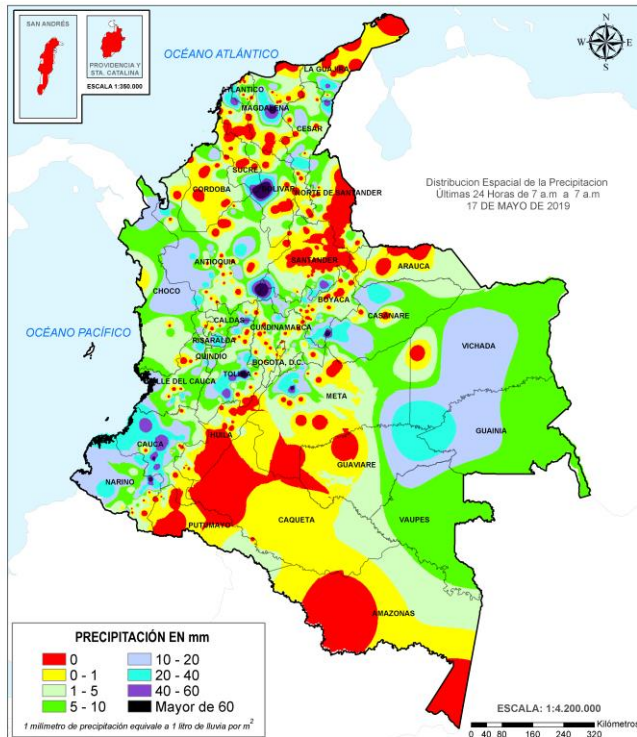 SAN ANDRÉS
PROVIDENCIA Y
STA. CATALINA
ESCALA 1:350.000
OCÉANO ATLÁNTICO
N
W
E
S
LA GUAJIRA
ATLANTICO
MAGDALENA
CESAR
SUCRE
CORDOBA
BOLIVAR
NORTE DE SANTANDER
Distribucion Espacial de la Precipitacion
Últimas 24 Horas de 7 a.m a 7 a.m
17 DE MAYO DE 2019
ANTIOQUIA
SANTANDER
ARAUCA
CHOCO
BOYACA
CASANARE
OCÉANO PACÍFICO
CALDAS
CUNDINAMARCA
RISARALDA
VICHADA
QUINDIO
BOGOTÁ, D.C.
VALLE DEL CAUCA
TOLIMA
META
GUAINIA
CAUCA
HUILA
GUAVIARE
NARIÑO
VAUPES
PUTUMAYO
CAQUETA
AMAZONAS
PRECIPITACIÓN EN mm
0
10 - 20
0 - 1
20 - 40
1 - 5
40 - 60
5 - 10
Mayor de 60
1 milimetro de precipitación equivale a 1 litro de lluvia por m²
ESCALA: 1:4.200.000
Kilómetros
0 40 80 160 240 320